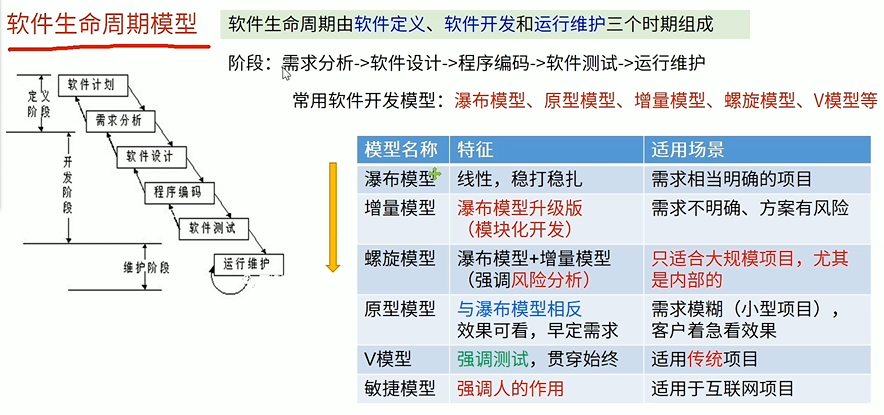 软件生命周期模型
软件生命周期由软件定义、软件开发和运行维护三个时期组成
阶段：需求分析->软件设计->程序编码->软件测试->运行维护
常用软件开发模型：瀑布模型、原型模型、增量模型、螺旋模型、V模型等
定义阶段
开发阶段
维护阶段
软件计划
需求分析
软件设计
程序编码
软件测试
运行维护
模型名称 特征 适用场景
瀑布模型 线性，稳打稳扎 需求相当明确的项目
增量模型 瀑布模型升级版 需求不明确、方案有风险
（模块化开发）
螺旋模型 瀑布模型+增量模型 只适合大规模项目，尤其
（强调风险分析） 是内部的
原型模型 与瀑布模型相反 需求模糊（小型项目），
效果可看，早定需求 客户着急看效果
V模型 强调测试，贯穿始终 适用传统项目
敏捷模型 强调人的作用 适用于互联网项目